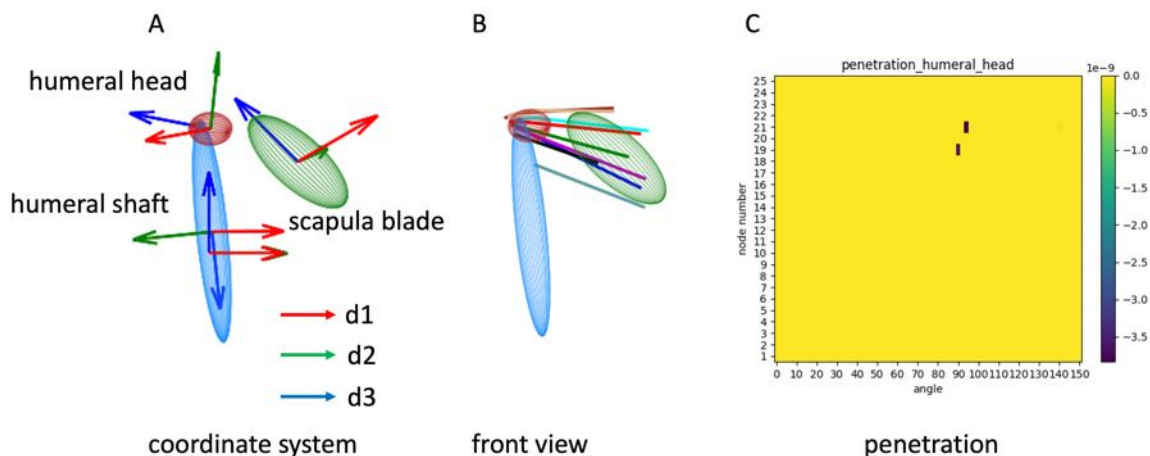 A
B
C
humeral head
humeral shaft
scapula blade
d1
d2
d3
coordinate system
front view
penetration_humeral_head
1e−9
25
24
23
22
21
20
19
18
17
16
15
14
13
12
11
10
9
8
7
6
5
4
3
2
1
node number
0 10 20 30 40 50 60 70 80 90 100 110 120 130 140 150
angle
0.0
−0.5
−1.0
−1.5
−2.0
−2.5
−3.0
−3.5
penetration